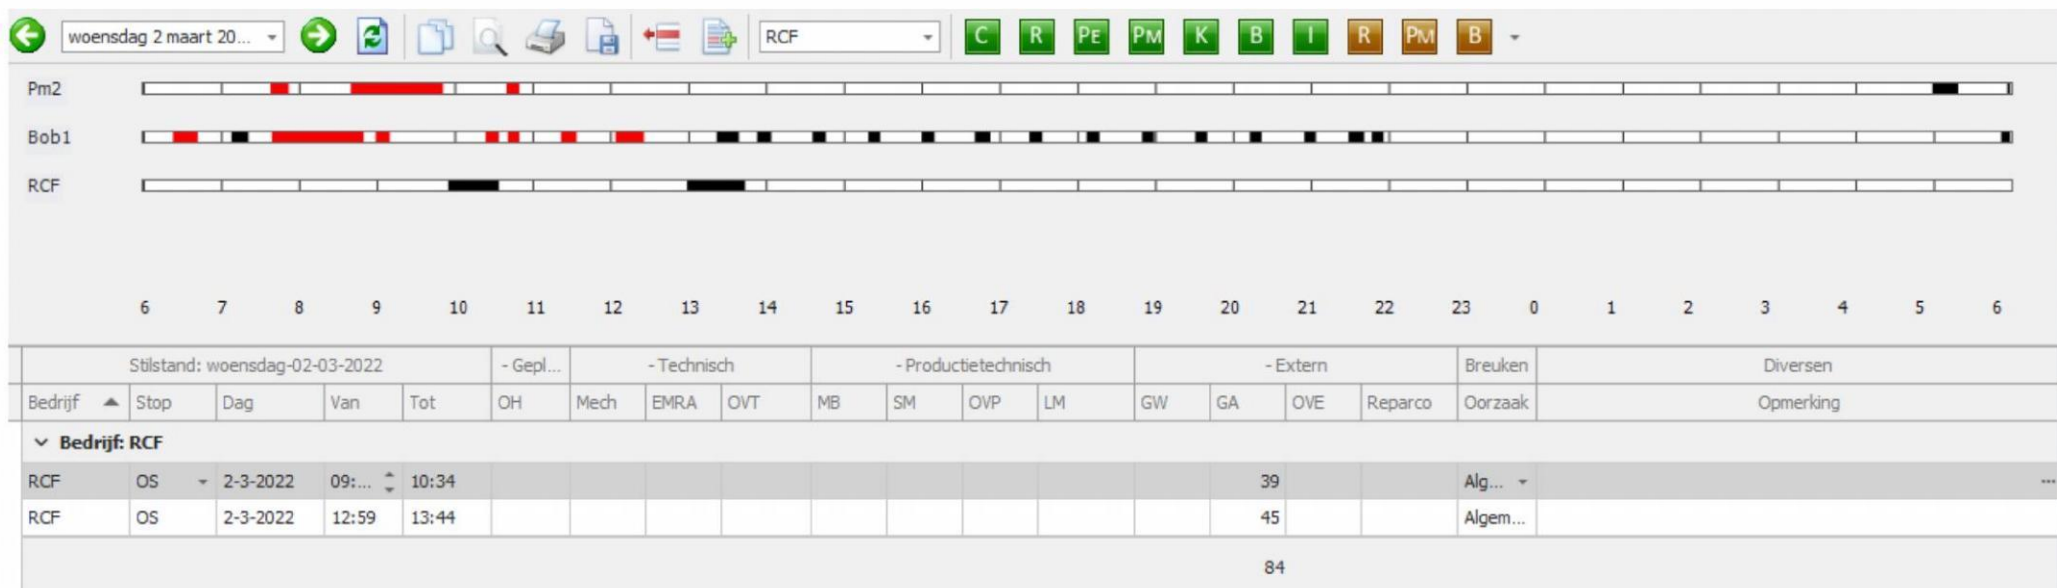 woensdag 2 maart 20...
RCF
C R PE PM K B I R PM B
Pm2
Bob1
RCF
6 7 8 9 10 11 12 13 14 15 16 17 18 19 20 21 22 23 0 1 2 3 4 5 6
Stilstand: woensdag-02-03-2022 - Gepl... - Technisch - Productietechnisch - Extern Breuken Diversen
Bedrijf Stop Dag Van Tot OH Mech EMRA OVT MB SM OVP LM GW GA OVE Reparco Oorzaak Opmerking
Bedrijf: RCF
RCF OS 2-3-2022 09:... 10:34 39 Alg... ...
RCF OS 2-3-2022 12:59 13:44 45 Algem...
84